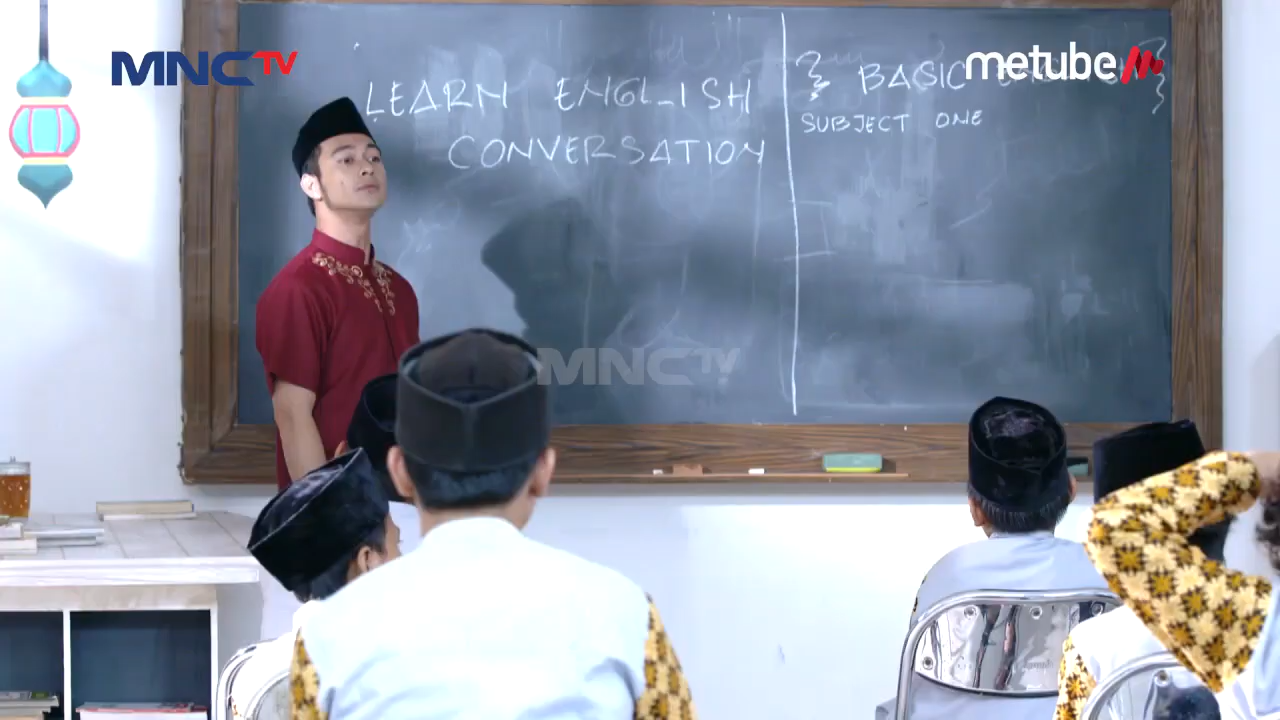 MNCTV
metube
LEARN ENGLISH
CONVERSATION
BASIC
SUBJECT ONE
MNCTV